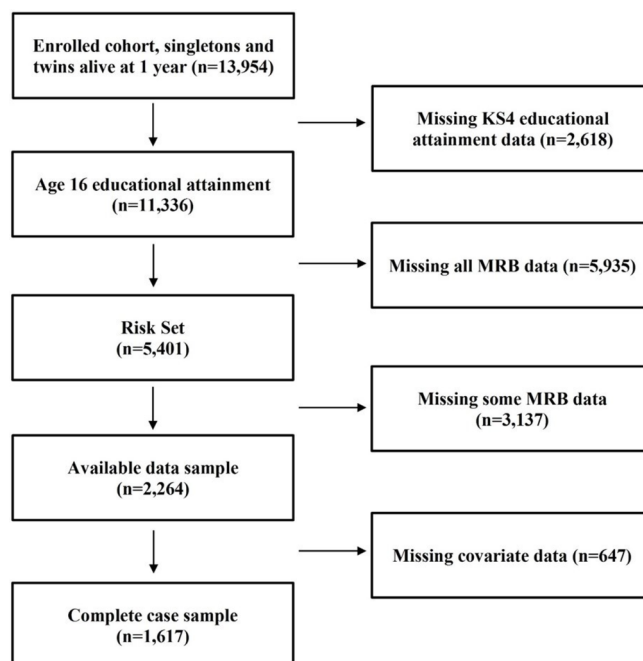 Enrolled cohort, singletons and
twins alive at 1 year (n=13,954)
Missing KS4 educational
attainment data (n=2,618)
Age 16 educational attainment
(n=11,336)
Missing all MRB data (n=5,935)
Risk Set
(n=5,401)
Missing some MRB data
(n=3,137)
Available data sample
(n=2,264)
Missing covariate data (n=647)
Complete case sample
(n=1,617)